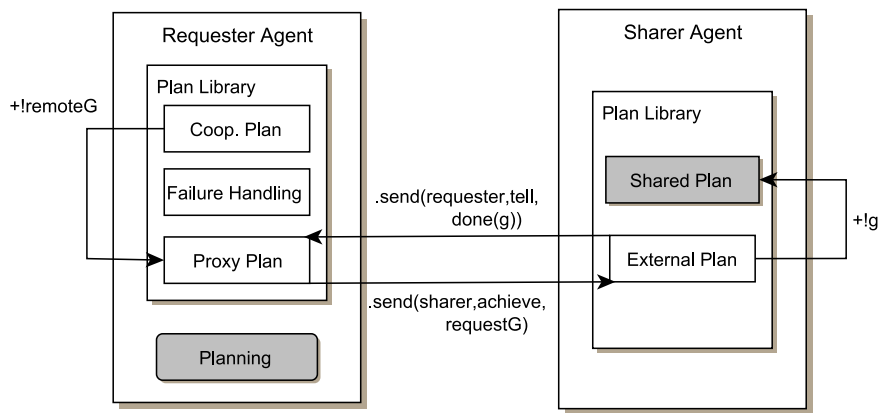 Requester Agent
Plan Library
+!remoteG
Coop. Plan
Failure Handling
Proxy Plan
Planning
.send(requester,tell,
done(g))
.send(sharer,achieve,
requestG)
Sharer Agent
Plan Library
Shared Plan
+!g
External Plan